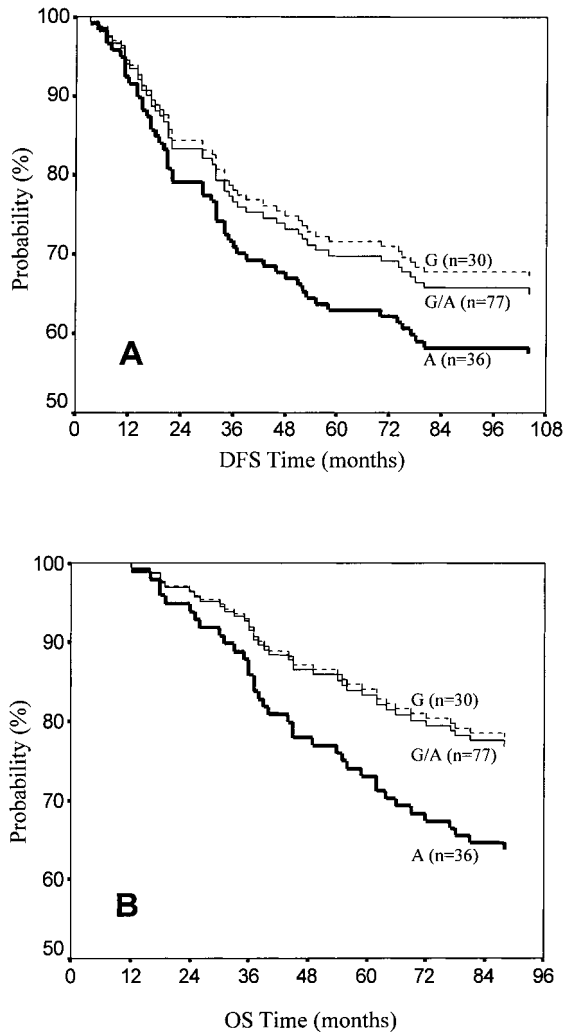 100
90
80
70
60
50
Probability (%)
G (n=30)
G/A (n=77)
A (n=36)
A
0 12 24 36 48 60 72 84 96 108
DFS Time (months)
100
90
80
70
60
50
Probability (%)
G (n=30)
G/A (n=77)
A (n=36)
B
0 12 24 36 48 60 72 84 96
OS Time (months)